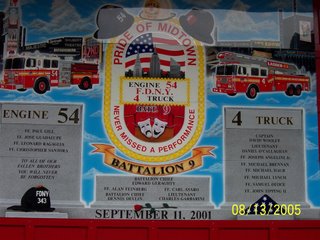 PRIDE OF MIDTOWN
ENGINE 54
F.D.N.Y.
4 TRUCK
BATT. 9
NEVER MISSED A PERFORMANCE
BATTALION 9
ENGINE 54
FF. PAUL GILL
FF. JOSE GUADALUPE
FF. LEONARD RAGAGLIA
FF. CHRISTOPHER SANTORA
TO ALL OF OUR
FALLEN BROTHERS
YOU WILL NEVER
BE FORGOTTEN
4 TRUCK
CAPTAIN
DAVID WOOLEY
LIEUTENANT
DANIEL O'CALLAGHAN
FF. JOSEPH ANGELINI Jr.
FF. MICHAEL BRENNAN
FF. MICHAEL HAUB
FF. MICHAEL LYNCH
FF. SAMUEL OITICE
FF. JOHN TIPPING II
BATTALION CHIEF
EDWARD GERAGHTY
FF. ALAN FEINBERG
FF. CARL ASARO
BATTALION CHIEF
DENNIS DEVLIN
LIEUTENANT
CHARLES GARBARINI
FDNY
343
SEPTEMBER 11, 2001
08/13/2005